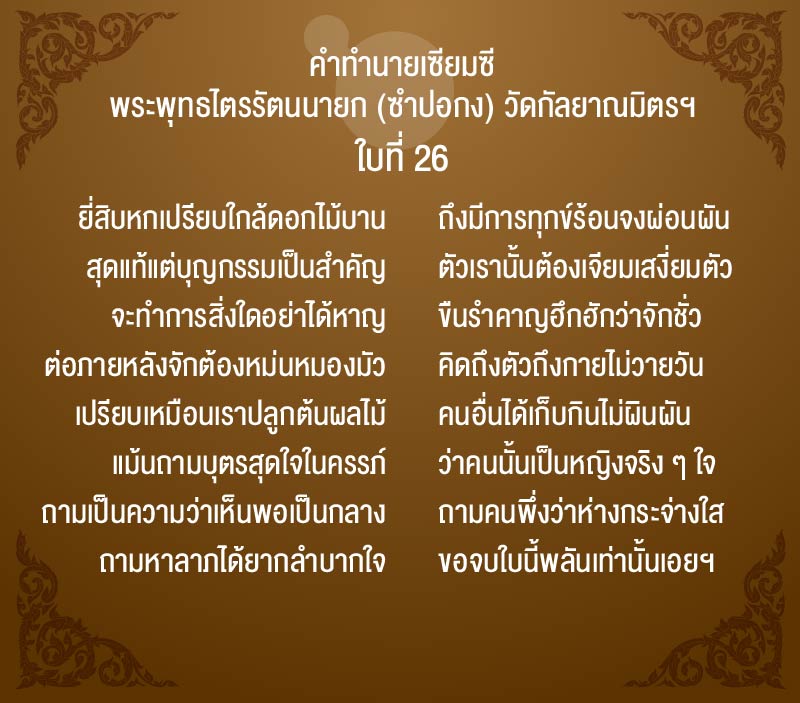 คำทำนายเซียมซี
พระพุทธไตรรัตนนายก (ซำปอกง) วัดกัลยาณมิตรฯ
ใบที่ 26
ยี่สิบหกเปรียบใกล้ดอกไม้บาน ถึงมีการทุกข์ร้อนจงผ่อนผัน
สุดแท้แต่บุญกรรมเป็นสำคัญ ตัวเรานั้นต้องเจียมเสงี่ยมตัว
จะทำการสิ่งใดอย่าได้หาญ ขืนรำคาญฮึกฮักว่าจักชั่ว
ต่อภายหลังจักต้องหม่นหมองมัว คิดถึงตัวถึงกายไม่วายวัน
เปรียบเหมือนเราปลูกต้นผลไม้ คนอื่นได้เก็บกินไม่ผินผัน
แม้นถามบุตรสุดใจในครรภ์ ว่าคนนั้นเป็นหญิงจริง ๆ ใจ
ถามเป็นความว่าเห็นพอเป็นกลาง ถามคนพึ่งว่าห่างกระจ่างใส
ถามหาลาภได้ยากลำบากใจ ขอจบใบนี้พลันเท่านั้นเอยฯ